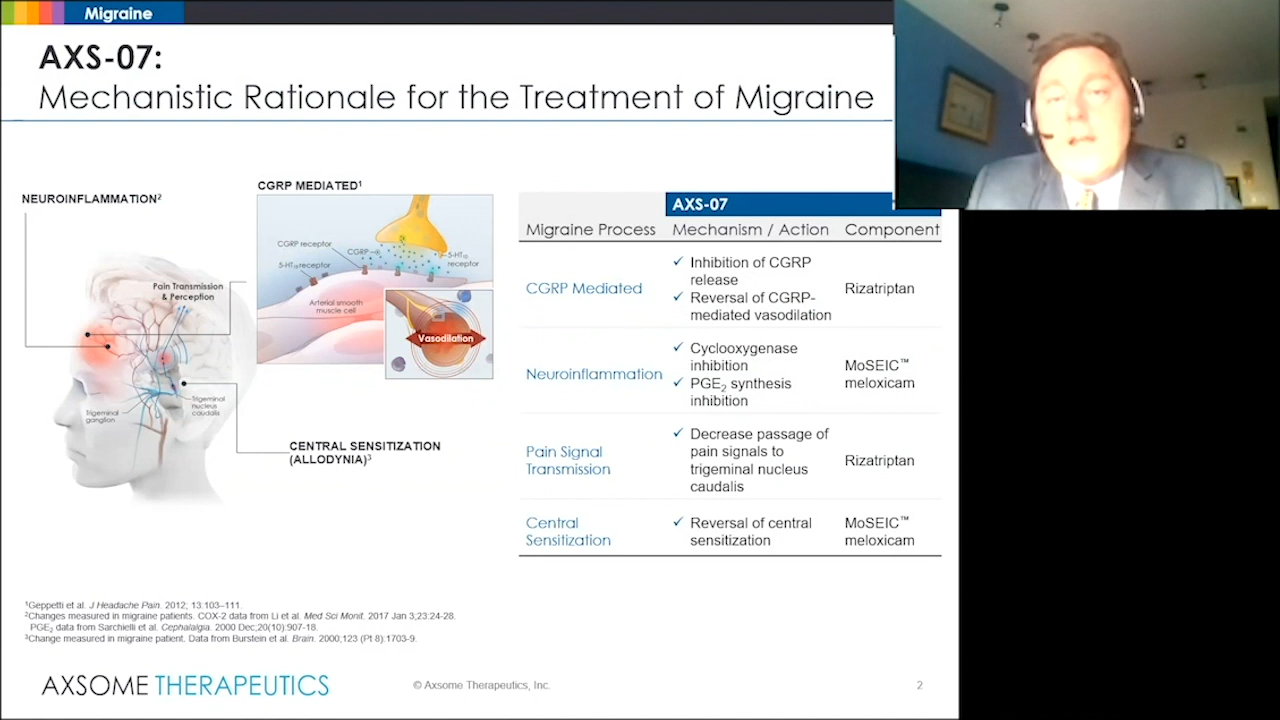 Migraine
AXS-07:
Mechanistic Rationale for the Treatment of Migraine
NEUROINFLAMMATION²
CGRP MEDIATED¹
Pain Transmission
& Perception
Trigeminal
ganglion
Trigeminal
nucleus
caudalis
CGRP receptor
CGRP
5-HT1B receptor
5-HT1D
receptor
Arterial smooth
muscle cell
Vasodilation
CENTRAL SENSITIZATION
(ALLODYNIA)³
AXS-07
Migraine Process Mechanism / Action Component
CGRP Mediated
✓ Inhibition of CGRP
release
✓ Reversal of CGRP-
mediated vasodilation
Rizatriptan
Neuroinflammation
✓ Cyclooxygenase
inhibition
✓ PGE₂ synthesis
inhibition
MoSEIC™
meloxicam
Pain Signal
Transmission
✓ Decrease passage of
pain signals to
trigeminal nucleus
caudalis
Rizatriptan
Central
Sensitization
✓ Reversal of central
sensitization
MoSEIC™
meloxicam
¹Geppetti et al. J Headache Pain. 2012; 13:103–111.
²Changes measured in migraine patients. COX-2 data from Li et al. Med Sci Monit. 2017 Jan 3;23:24-28.
PGE₂ data from Sarchielli et al. Cephalalgia. 2000 Dec;20(10):907-18.
³Change measured in migraine patient. Data from Burstein et al. Brain. 2000;123 (Pt 8):1703-9.
AXSOME THERAPEUTICS
© Axsome Therapeutics, Inc.
2